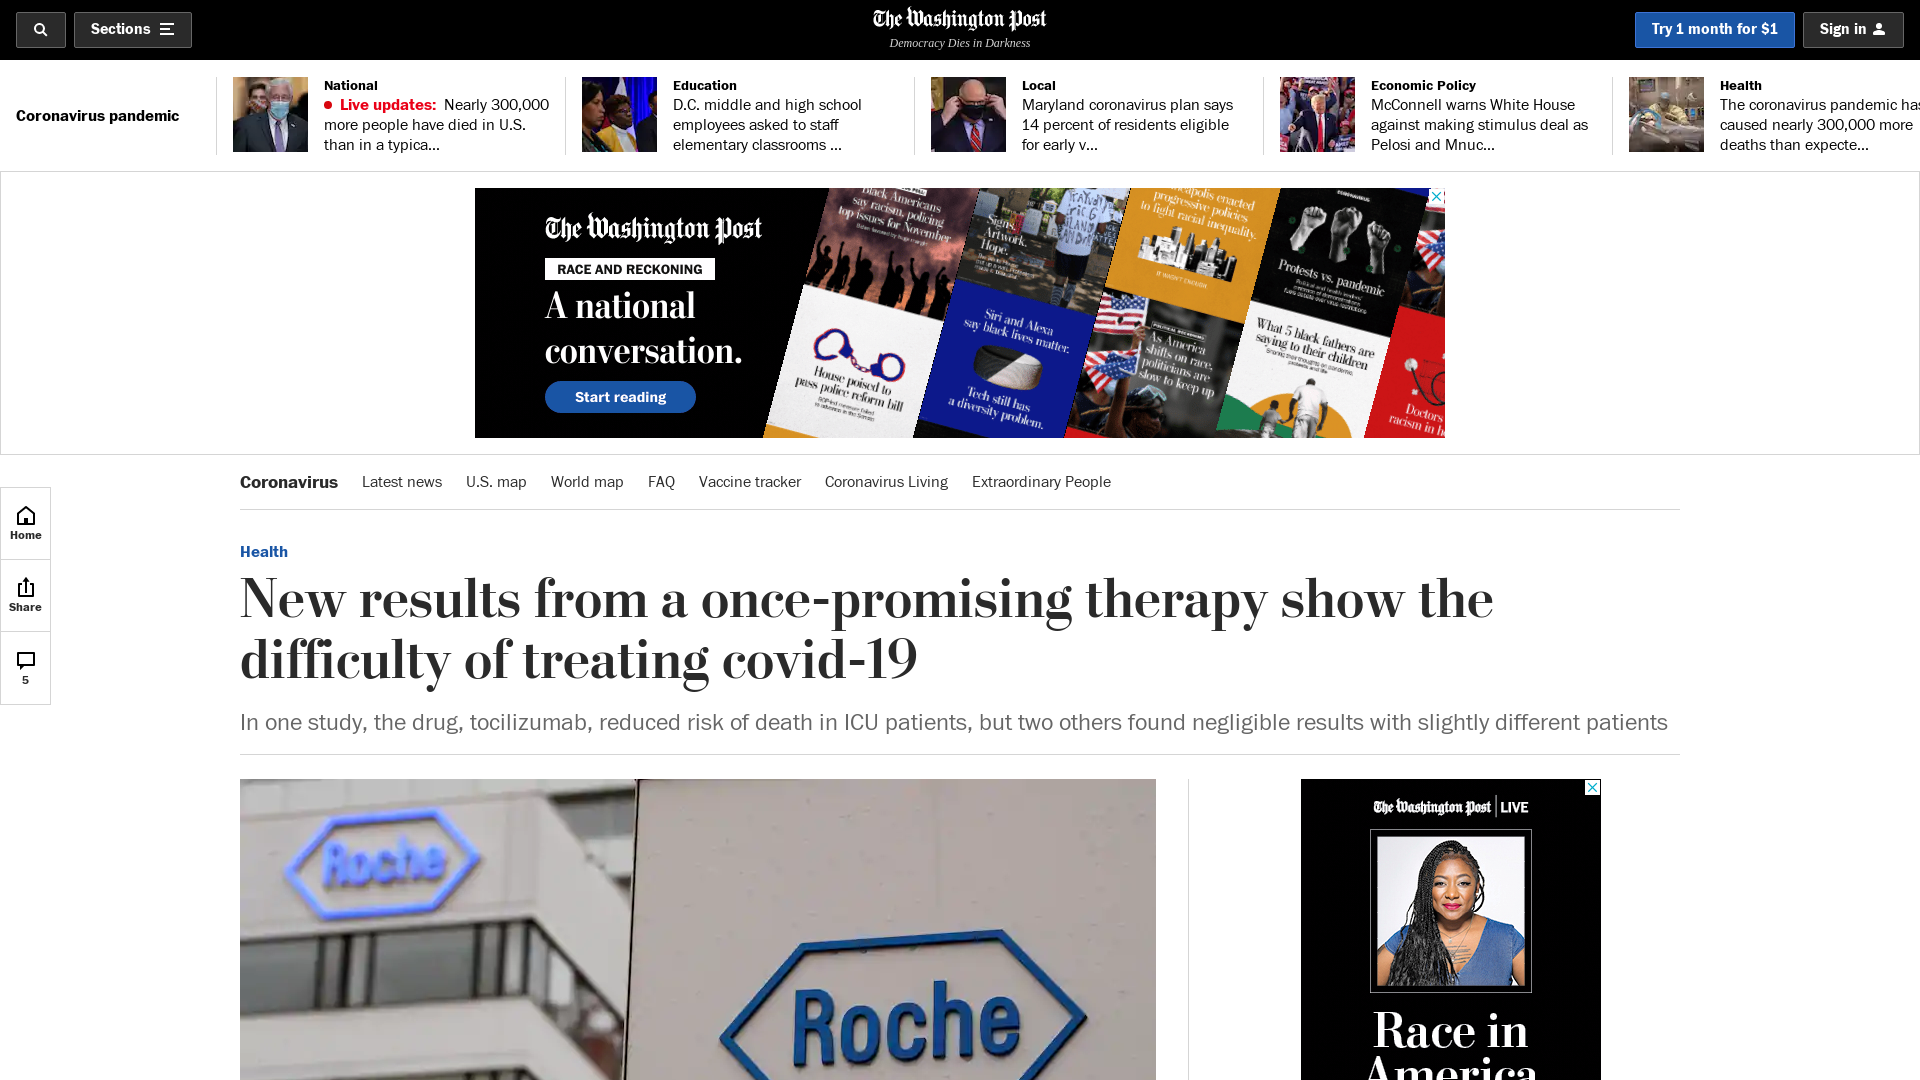 Sections
The Washington Post
Democracy Dies in Darkness
Try 1 month for $1
Sign in
Coronavirus pandemic
National
Live updates: Nearly 300,000
more people have died in U.S.
than in a typica...
Education
D.C. middle and high school
employees asked to staff
elementary classrooms ...
Local
Maryland coronavirus plan says
14 percent of residents eligible
for early v...
Economic Policy
McConnell warns White House
against making stimulus deal as
Pelosi and Mnuc...
Health
The coronavirus pandemic has
caused nearly 300,000 more
deaths than expecte...
The Washington Post
RACE AND RECKONING
A national
conversation.
Start reading
Black Americans
say racism, policing
top issues for November
House poised to
pass police reform bill
Signs.
Artwork.
Hope.
Siri and Alexa
say black lives matter.
Tech still has
a diversity problem.
enacted
progressive policies
to fight racial inequality.
IT WASN'T ENOUGH
As America
shifts on race,
politicians are
slow to keep up
Protests vs. pandemic
What 5 black fathers are
saying to their children
Doctors
racism in
Coronavirus
Latest news
U.S. map
World map
FAQ
Vaccine tracker
Coronavirus Living
Extraordinary People
Home
Share
5
Health
New results from a once-promising therapy show the
difficulty of treating covid-19
In one study, the drug, tocilizumab, reduced risk of death in ICU patients, but two others found negligible results with slightly different patients
Roche
Roche
The Washington Post LIVE
Race in
America